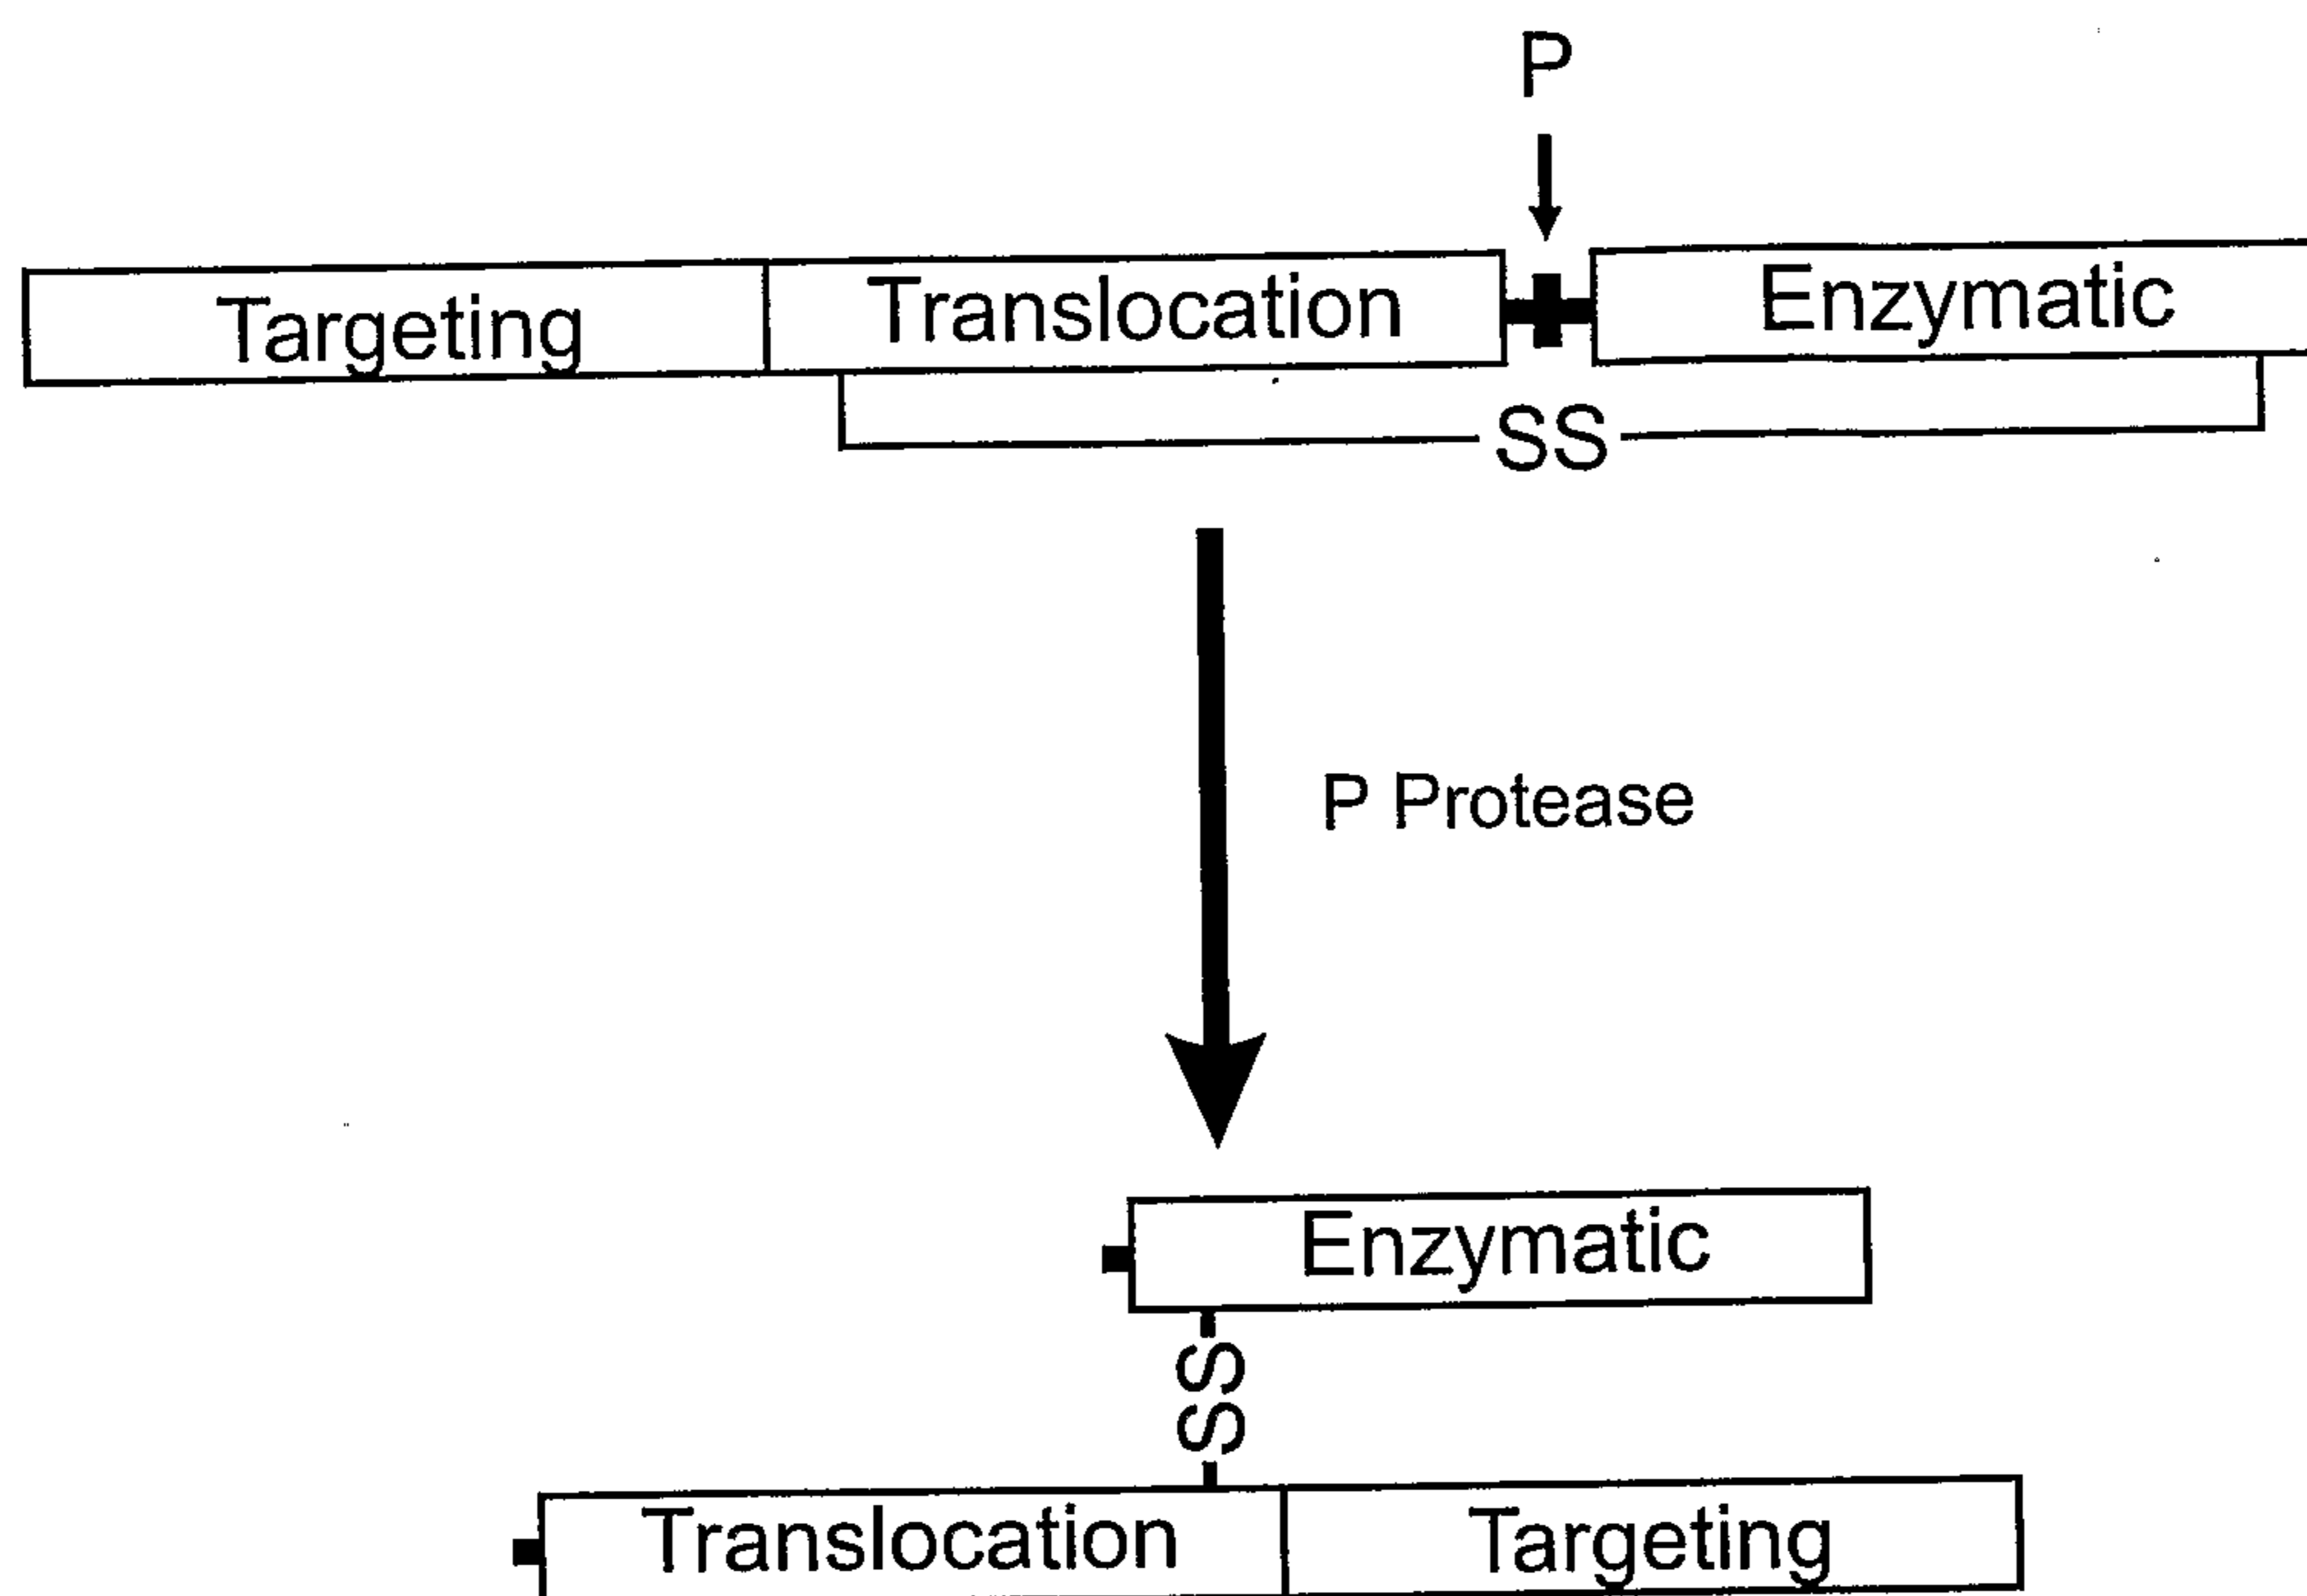 P
Targeting Translocation Enzymatic
SS
P Protease
Enzymatic
SS
Translocation Targeting